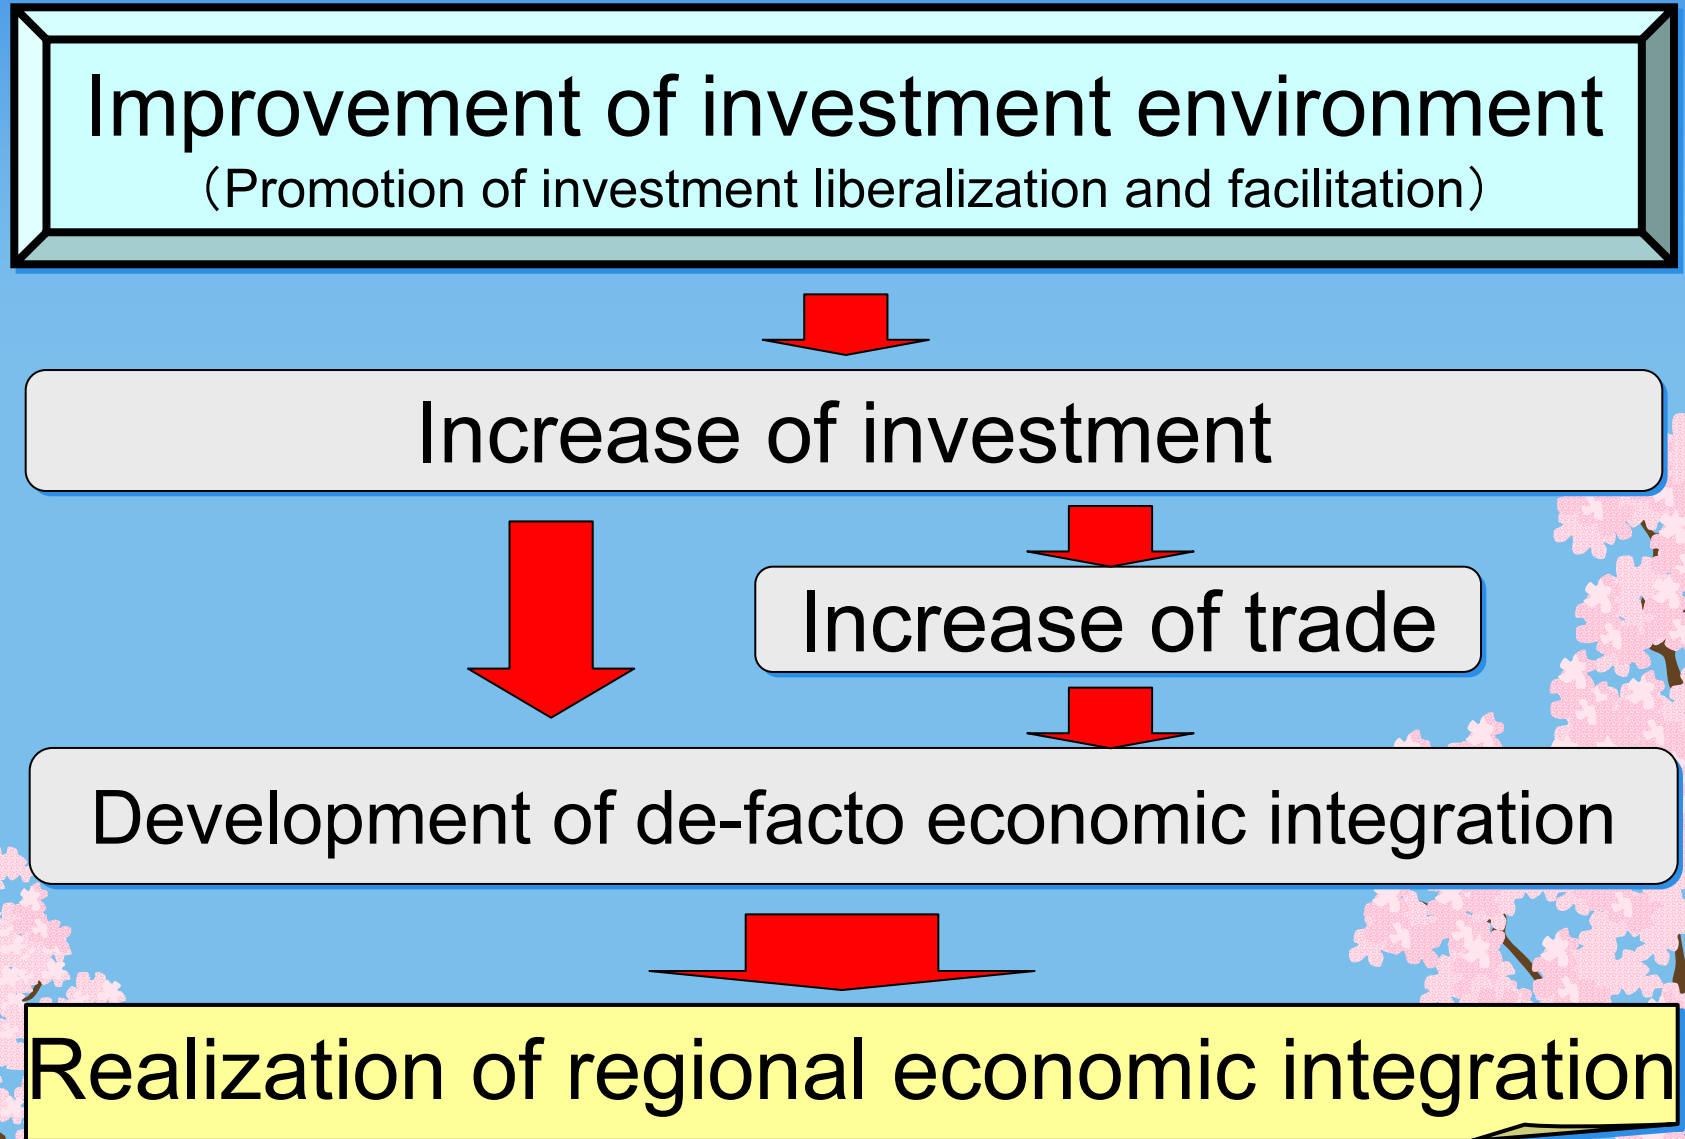 Improvement of investment environment
（Promotion of investment liberalization and facilitation）
Increase of investment
Increase of trade
Development of de-facto economic integration
Realization of regional economic integration